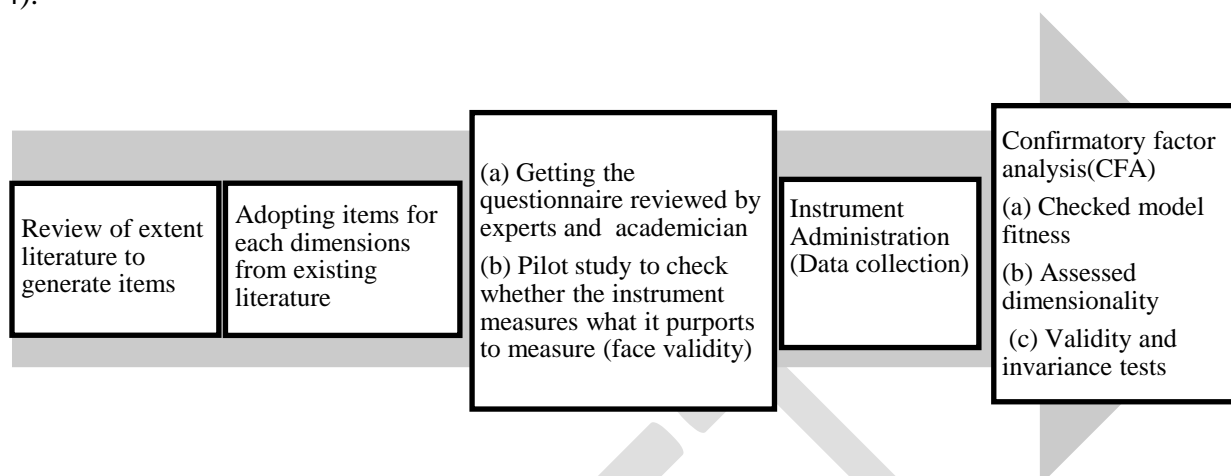 4).
Review of extent
literature to
generate items
Adopting items for
each dimensions
from existing
literature
(a) Getting the
questionnaire reviewed by
experts and academician
(b) Pilot study to check
whether the instrument
measures what it purports
to measure (face validity)
Instrument
Administration
(Data collection)
Confirmatory factor
analysis(CFA)
(a) Checked model
fitness
(b) Assessed
dimensionality
(c) Validity and
invariance tests